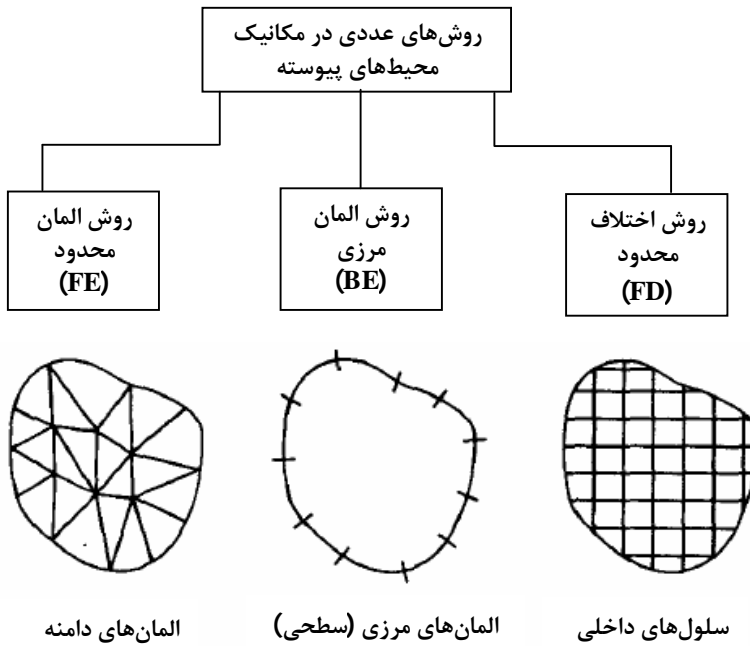 روش‌های عددی در مکانیک
محیط‌های پیوسته
روش اختلاف
محدود
(FD)
روش المان
مرزی
(BE)
روش المان
محدود
(FE)
سلول‌های داخلی
المان‌های مرزی (سطحی)
المان‌های دامنه